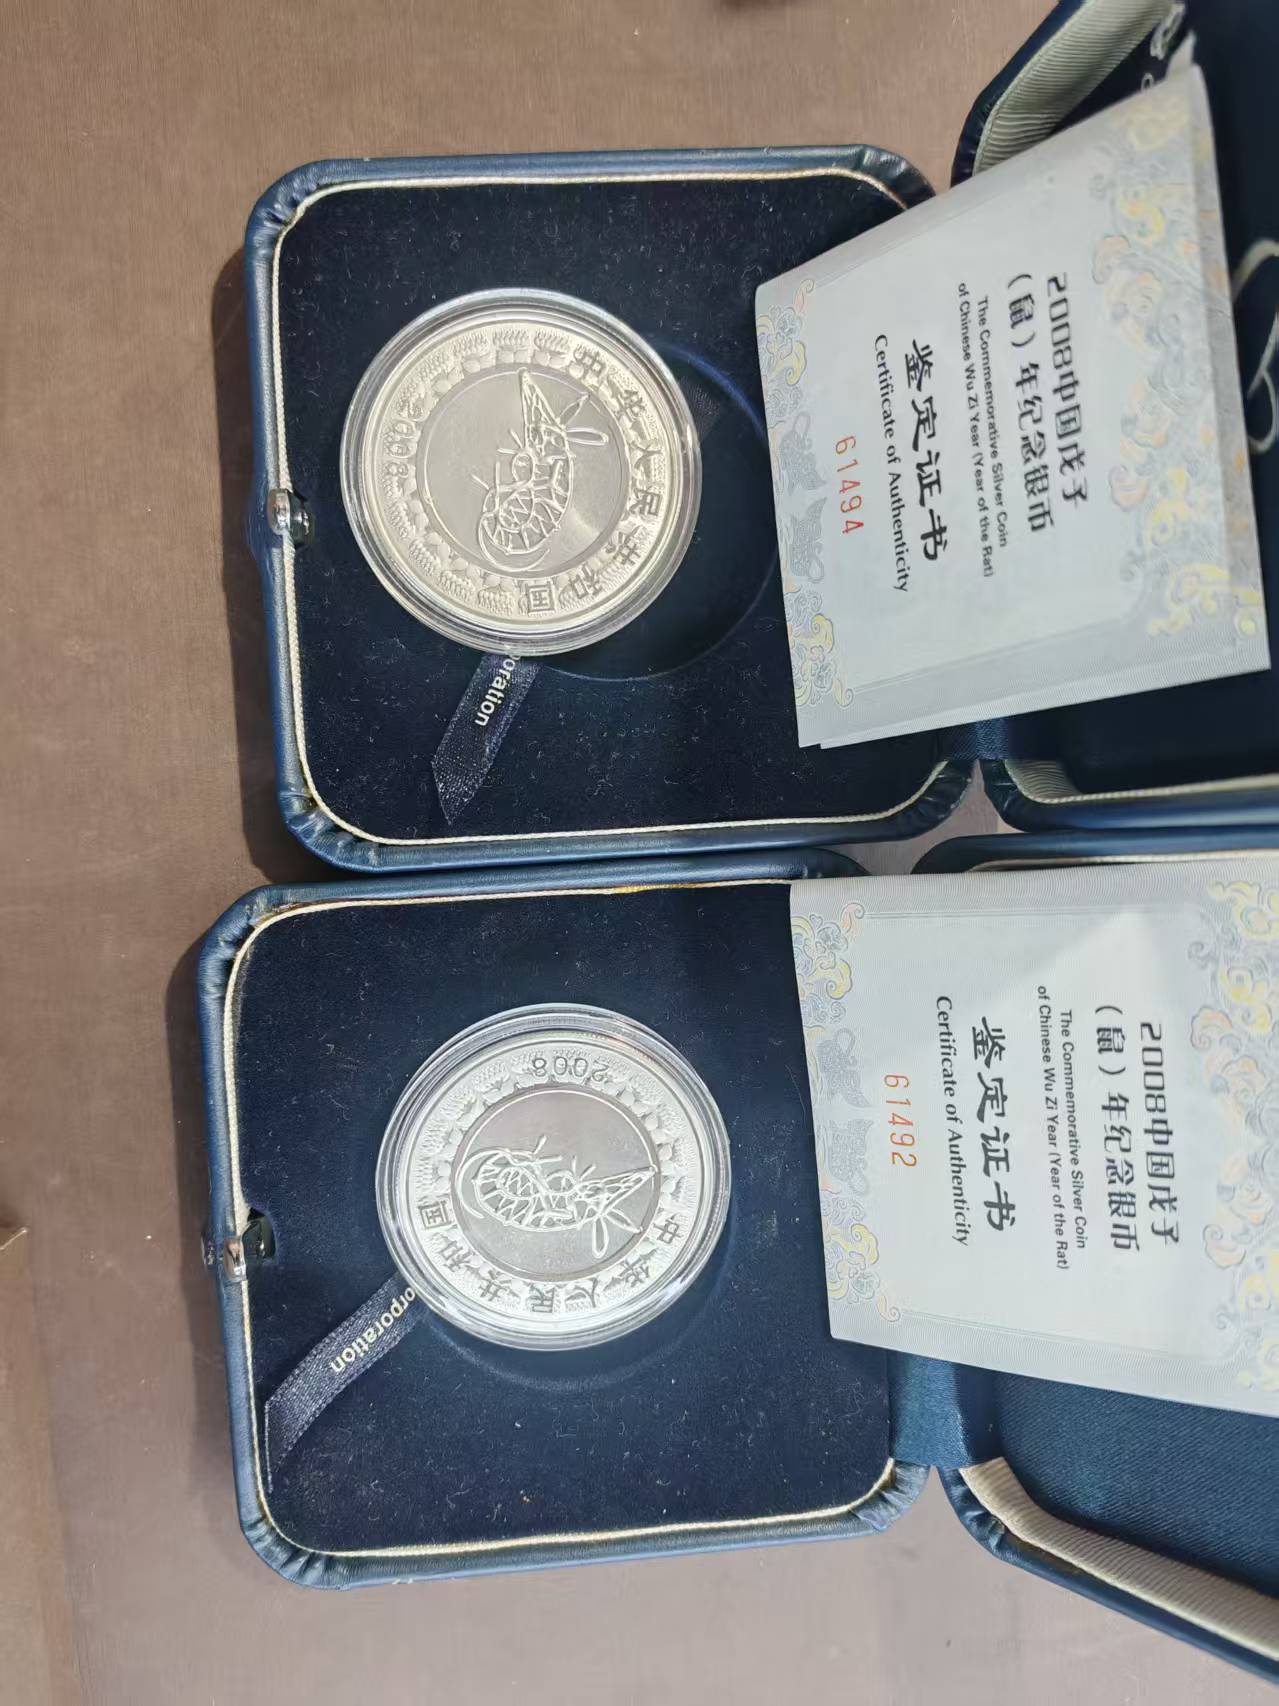 2008中国戊子
（鼠）年纪念银币
The Commemorative Silver Coin
of Chinese Wu Zi Year (Year of the Rat)
鉴定证书
Certificate of Authenticity
61494
中华人民共和国
2008
poration
2008中国戊子
（鼠）年纪念银币
The Commemorative Silver Coin
of Chinese Wu Zi Year (Year of the Rat)
鉴定证书
Certificate of Authenticity
61492
中华人民共和国
2008
orporation